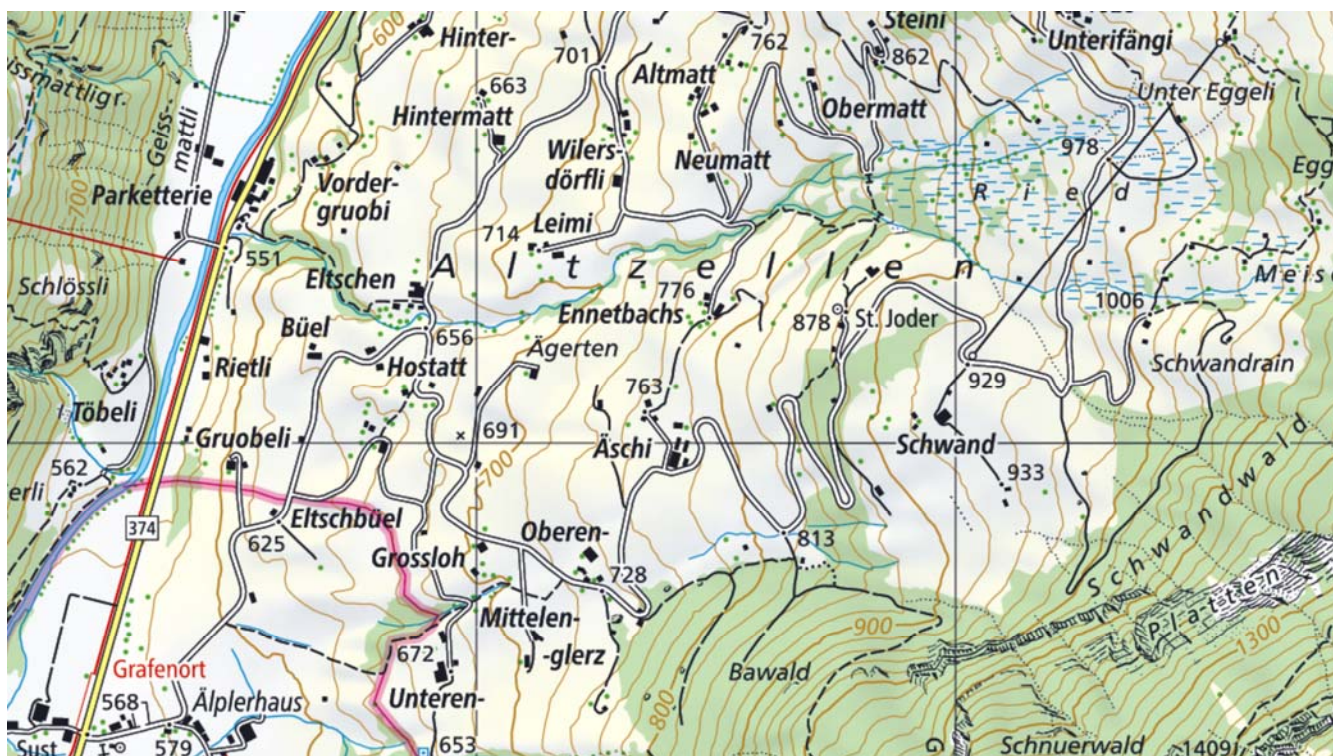 Hinter-
600
762
Steini
Unterifängi
701
862
Altmatt
663
Unter Eggeli
Geiss-
mattli
Hintermatt
Obermatt
Wilers-
dörfli
Neumatt
978
700
Parketterie
Vorder-
gruobi
Ried
Egg
Leimi
714
551
Altzellen
Schlössli
Eltschen
776
Meis
1006
Ennetbachs
878
St. Joder
Büel
656
Ägerten
Rietli
Hostatt
Schwandrain
929
763
Töbeli
Gruobeli
691
Äschi
Schwand
562
erli
700
933
374
Eltschbüel
Oberen-
625
813
Schwandwald
Grossloh
728
Platten
Mittelen-
-glerz
900
1300
672
Grafenort
Bawald
800
Unteren-
568
Älplerhaus
Sust
579
653
Schnuerwald
1409